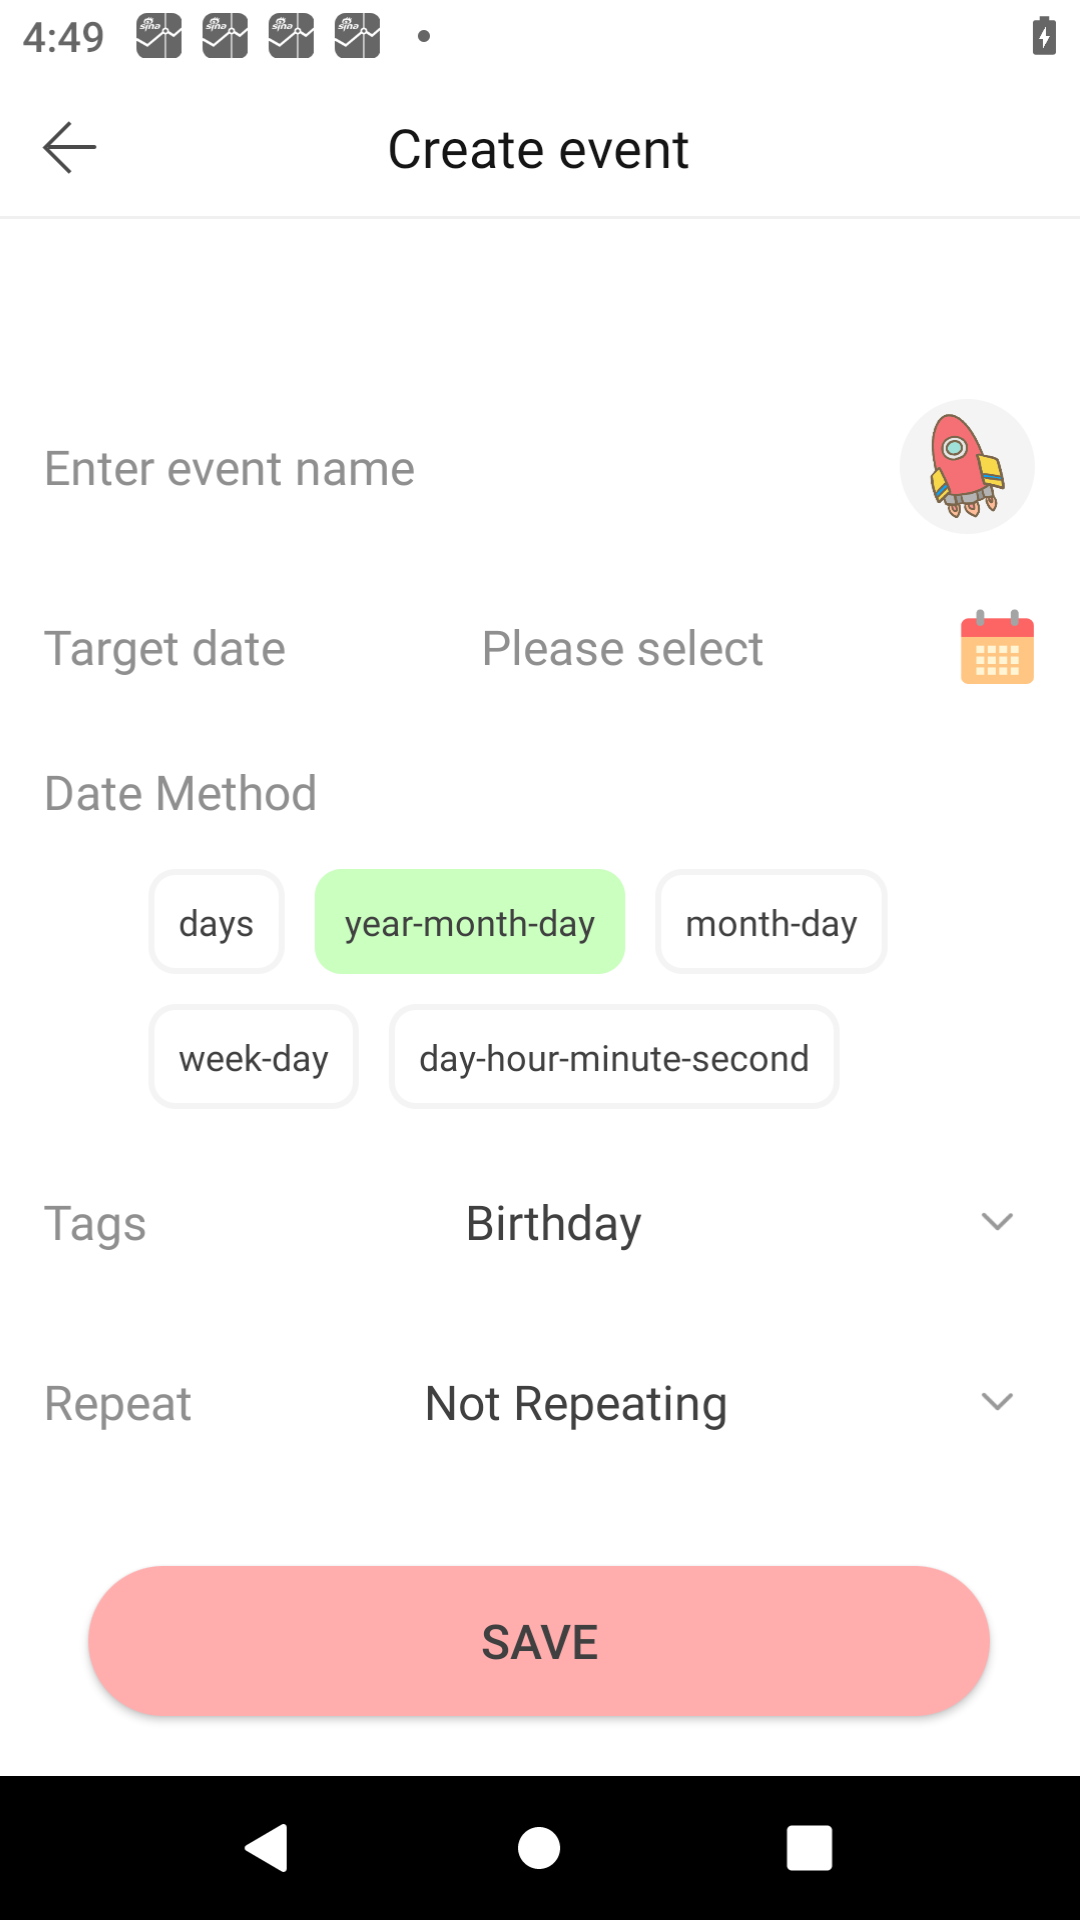 4:49
Create event
Enter event name
Target date Please select
Date Method
days year-month-day month-day
week-day day-hour-minute-second
Tags Birthday
Repeat Not Repeating
SAVE